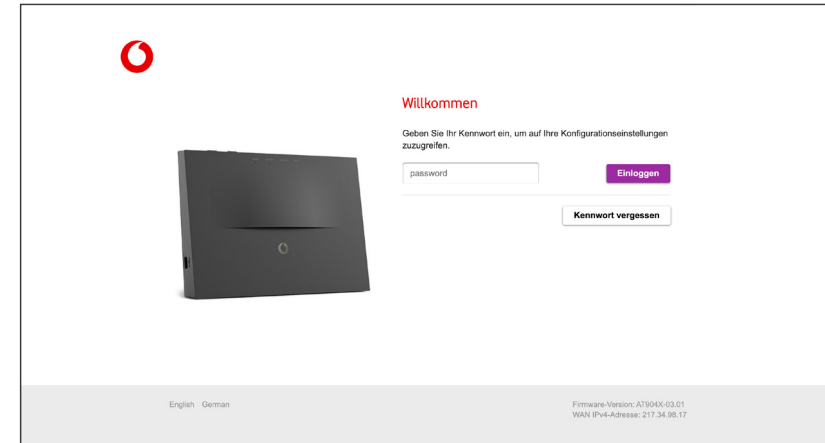 Willkommen
Geben Sie Ihr Kennwort ein, um auf Ihre Konfigurationseinstellungen
zuzugreifen.
password
Einloggen
Kennwort vergessen
English German
Firmware-Version: AT904X-03.01
WAN IPv4-Adresse: 217.34.98.17